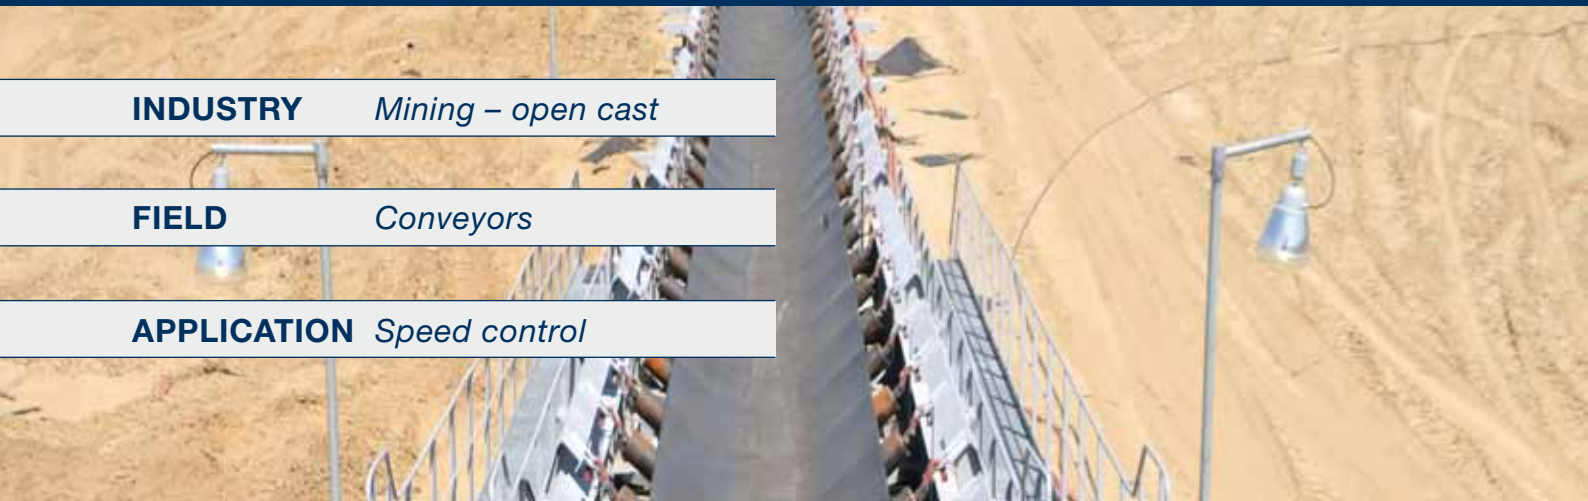 INDUSTRY Mining – open cast
FIELD Conveyors
APPLICATION Speed control